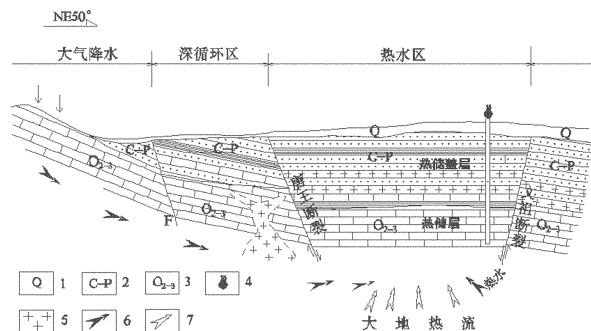 NE50°
大气降水 深循环区 热水区
Q Q
C-P C-P C-P C-P
热储盖层
O₂₋₃ O₂₋₃ O₂₋₃ O₂₋₃
热储层
F
断裂
文相断裂
热水
大地热流
Q 1 C-P 2 O₂₋₃ 3 4
5 6 7